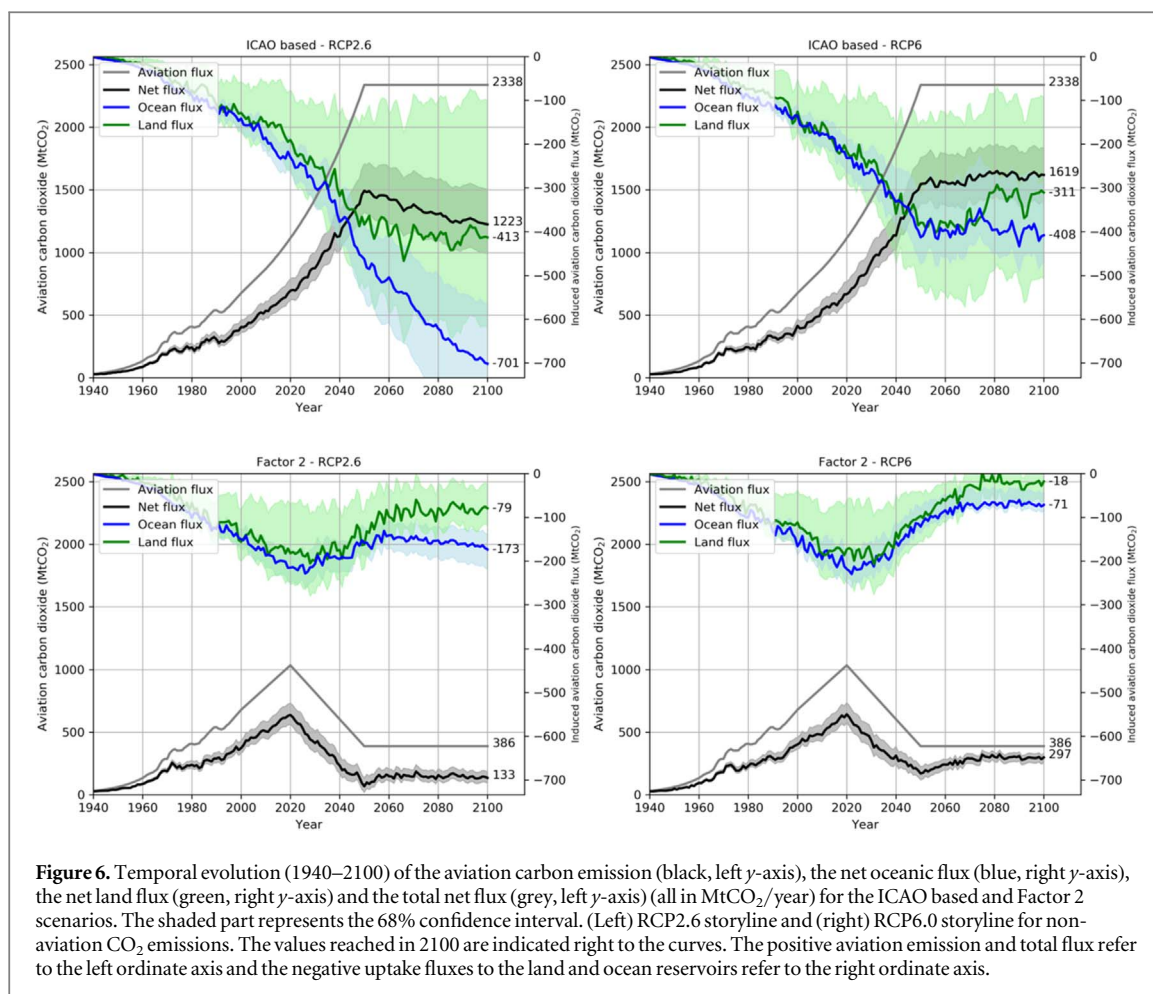 ICAO based - RCP2.6
2500
2000
1500
1000
500
0
Aviation carbon dioxide (MtCO₂)
Aviation flux
Net flux
Ocean flux
Land flux
2338
1223
-413
-701
0
−100
−200
−300
−400
−500
−600
−700
Induced aviation carbon dioxide flux (MtCO₂)
1940 1960 1980 2000 2020 2040 2060 2080 2100
Year
ICAO based - RCP6
2500
2000
1500
1000
500
0
Aviation carbon dioxide (MtCO₂)
Aviation flux
Net flux
Ocean flux
Land flux
2338
1619
-311
-408
0
−100
−200
−300
−400
−500
−600
−700
Induced aviation carbon dioxide flux (MtCO₂)
1940 1960 1980 2000 2020 2040 2060 2080 2100
Year
Factor 2 - RCP2.6
2500
2000
1500
1000
500
0
Aviation carbon dioxide (MtCO₂)
Aviation flux
Net flux
Ocean flux
Land flux
-79
-173
386
133
0
−100
−200
−300
−400
−500
−600
−700
Induced aviation carbon dioxide flux (MtCO₂)
1940 1960 1980 2000 2020 2040 2060 2080 2100
Year
Factor 2 - RCP6
2500
2000
1500
1000
500
0
Aviation carbon dioxide (MtCO₂)
Aviation flux
Net flux
Ocean flux
Land flux
-18
-71
386
297
0
−100
−200
−300
−400
−500
−600
−700
Induced aviation carbon dioxide flux (MtCO₂)
1940 1960 1980 2000 2020 2040 2060 2080 2100
Year
Figure 6. Temporal evolution (1940–2100) of the aviation carbon emission (black, left y-axis), the net oceanic flux (blue, right y-axis),
the net land flux (green, right y-axis) and the total net flux (grey, left y-axis) (all in MtCO₂/year) for the ICAO based and Factor 2
scenarios. The shaded part represents the 68% confidence interval. (Left) RCP2.6 storyline and (right) RCP6.0 storyline for non-
aviation CO₂ emissions. The values reached in 2100 are indicated right to the curves. The positive aviation emission and total flux refer
to the left ordinate axis and the negative uptake fluxes to the land and ocean reservoirs refer to the right ordinate axis.